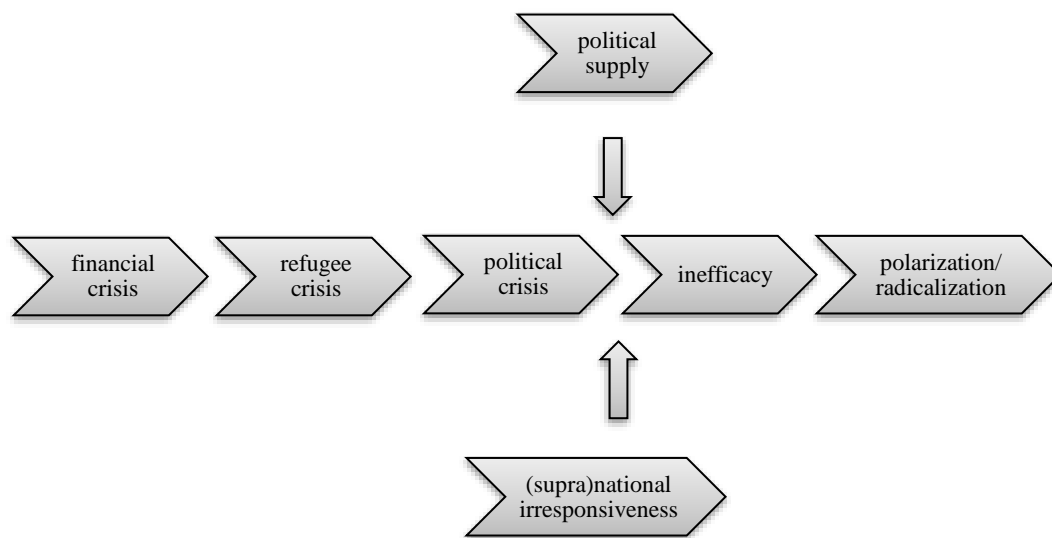 political
supply
financial
crisis
refugee
crisis
political
crisis
inefficacy
polarization/
radicalization
(supra)national
irresponsiveness